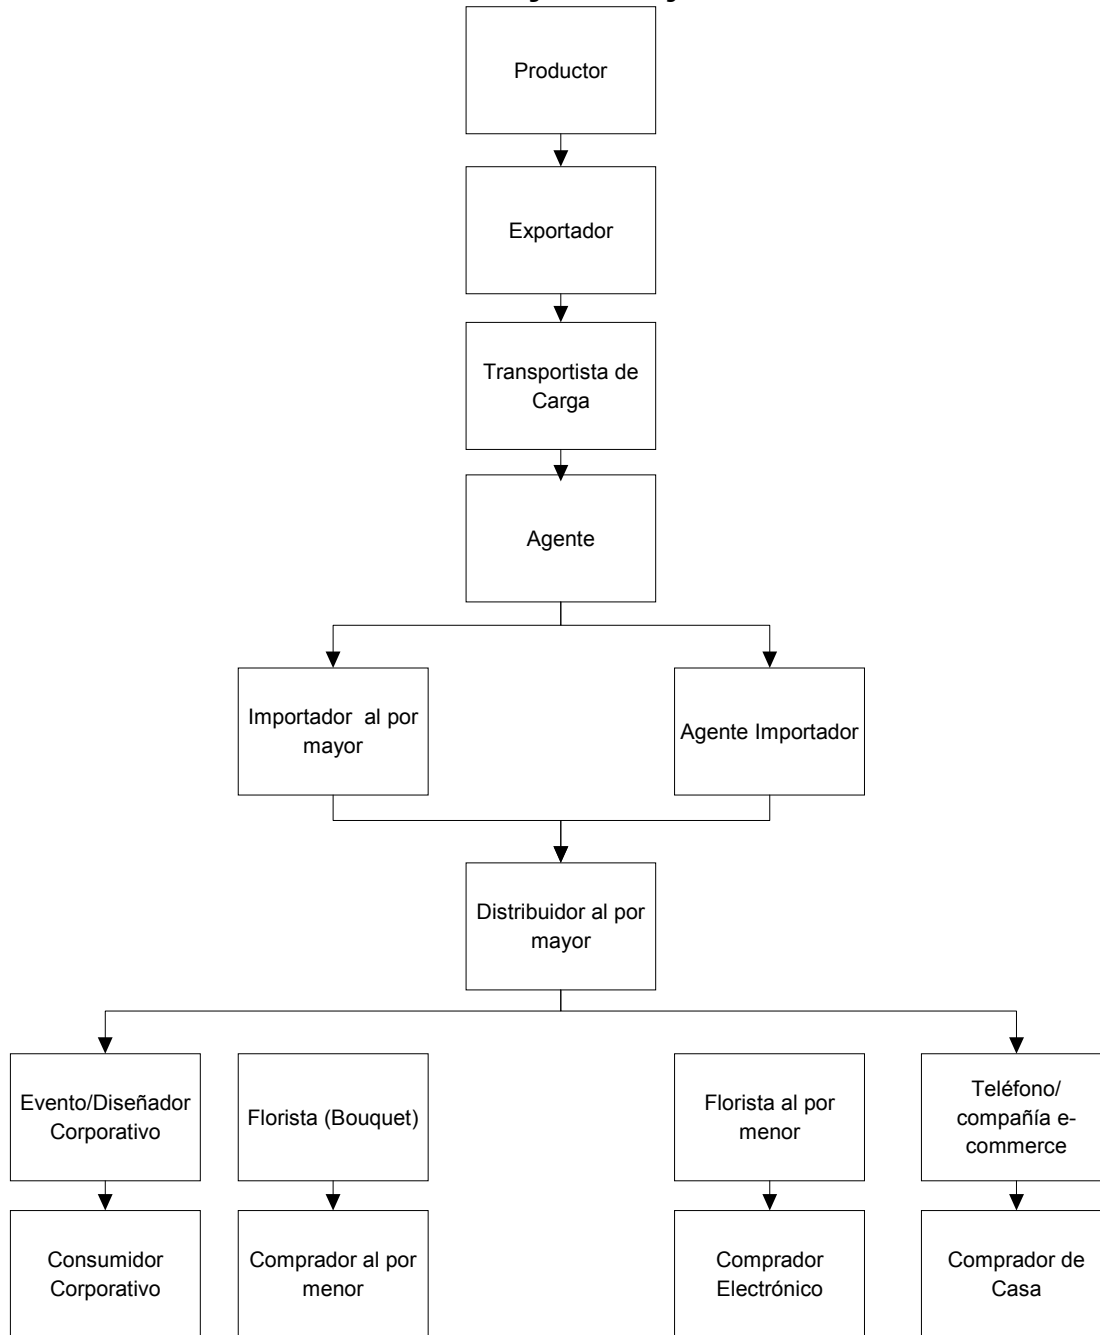 Productor
Exportador
Transportista de
Carga
Agente
Importador al por
mayor
Agente Importador
Distribuidor al por
mayor
Evento/Diseñador
Corporativo
Florista (Bouquet)
Florista al por
menor
Teléfono/
compañía e-
commerce
Consumidor
Corporativo
Comprador al por
menor
Comprador
Electrónico
Comprador de
Casa